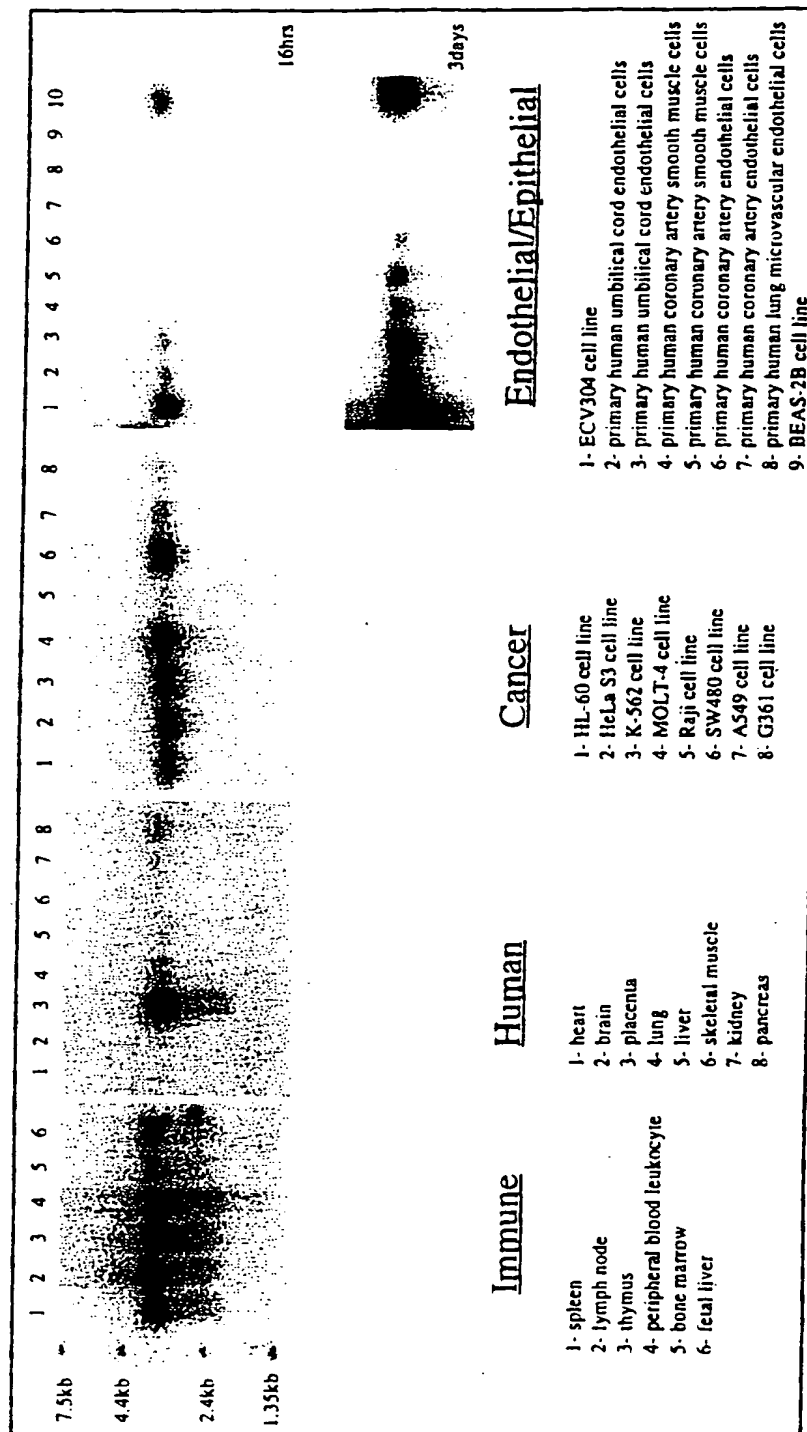 7.5kb
4.4kb
2.4kb
1.35kb
1 2 3 4 5 6
1 2 3 4 5 6 7 8
1 2 3 4 5 6 7 8
1 2 3 4 5 6 7 8 9 10
16hrs
3days
Immune
1- spleen
2- lymph node
3- thymus
4- peripheral blood leukocyte
5- bone marrow
6- fetal liver
Human
1- heart
2- brain
3- placenta
4- lung
5- liver
6- skeletal muscle
7- kidney
8- pancreas
Cancer
1- HL-60 cell line
2- HeLa S3 cell line
3- K-562 cell line
4- MOLT-4 cell line
5- Raji cell line
6- SW480 cell line
7- A549 cell line
8- G361 cell line
Endothelial/Epithelial
1- ECV304 cell line
2- primary human umbilical cord endothelial cells
3- primary human umbilical cord endothelial cells
4- primary human coronary artery smooth muscle cells
5- primary human coronary artery smooth muscle cells
6- primary human coronary artery endothelial cells
7- primary human coronary artery endothelial cells
8- primary human lung microvascular endothelial cells
9- BEAS-2B cell line